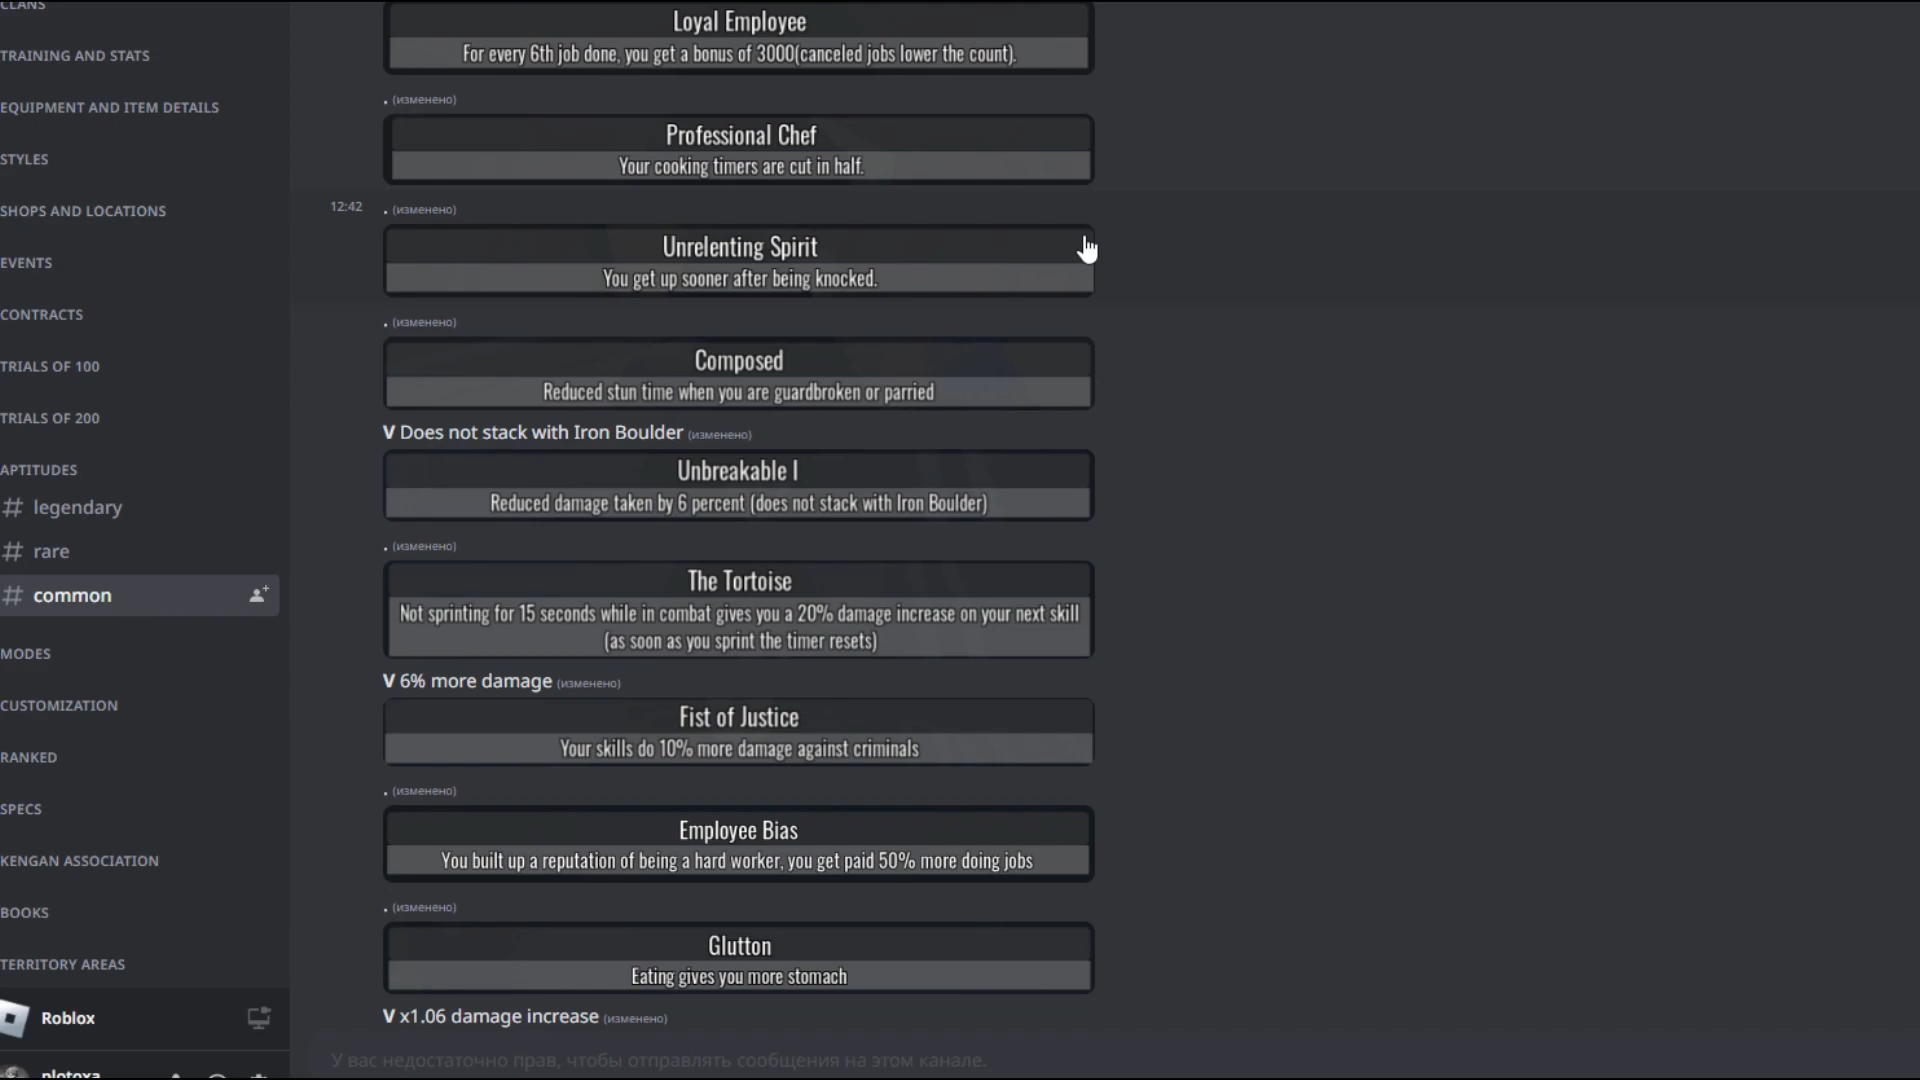 CLANS
TRAINING AND STATS
EQUIPMENT AND ITEM DETAILS
STYLES
SHOPS AND LOCATIONS
EVENTS
CONTRACTS
TRIALS OF 100
TRIALS OF 200
APTITUDES
# legendary
# rare
# common
MODES
CUSTOMIZATION
RANKED
SPECS
KENGAN ASSOCIATION
BOOKS
TERRITORY AREAS
Roblox
plotoxa
Loyal Employee
For every 6th job done, you get a bonus of 3000(canceled jobs lower the count).
. (изменено)
Professional Chef
Your cooking timers are cut in half.
12:42 . (изменено)
Unrelenting Spirit
You get up sooner after being knocked.
. (изменено)
Composed
Reduced stun time when you are guardbroken or parried
V Does not stack with Iron Boulder (изменено)
Unbreakable I
Reduced damage taken by 6 percent (does not stack with Iron Boulder)
. (изменено)
The Tortoise
Not sprinting for 15 seconds while in combat gives you a 20% damage increase on your next skill
(as soon as you sprint the timer resets)
V 6% more damage (изменено)
Fist of Justice
Your skills do 10% more damage against criminals
. (изменено)
Employee Bias
You built up a reputation of being a hard worker, you get paid 50% more doing jobs
. (изменено)
Glutton
Eating gives you more stomach
V x1.06 damage increase (изменено)
У вас недостаточно прав, чтобы отправлять сообщения на этом канале.